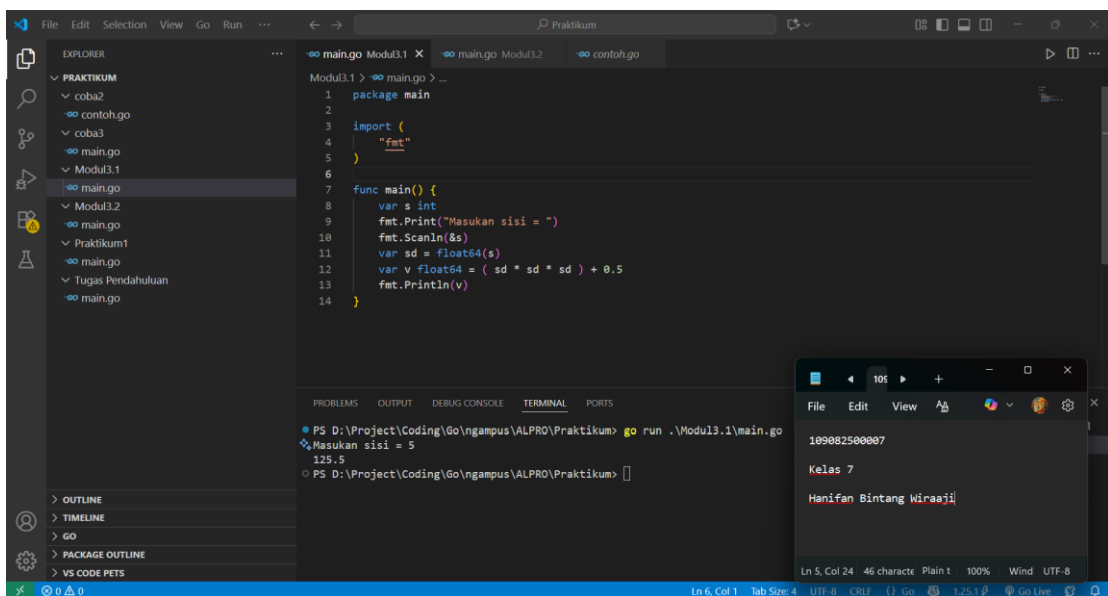 File Edit Selection View Go Run ...
Praktikum
EXPLORER
PRAKTIKUM
coba2
contoh.go
coba3
main.go
Modul3.1
main.go
Modul3.2
main.go
Praktikum1
main.go
Tugas Pendahuluan
main.go
OUTLINE
TIMELINE
GO
PACKAGE OUTLINE
VS CODE PETS
main.go Modul3.1 main.go Modul3.2 contoh.go
Modul3.1 > main.go > ...
1 package main
2
3 import (
4 "fmt"
5 )
6
7 func main() {
8 var s int
9 fmt.Print("Masukan sisi = ")
10 fmt.Scanln(&s)
11 var sd = float64(s)
12 var v float64 = ( sd * sd * sd ) + 0.5
13 fmt.Println(v)
14 }
PROBLEMS OUTPUT DEBUG CONSOLE TERMINAL PORTS
PS D:\Project\Coding\Go\ngampus\ALPRO\Praktikum> go run .\Modul3.1\main.go
Masukan sisi = 5
125.5
PS D:\Project\Coding\Go\ngampus\ALPRO\Praktikum>
109
File Edit View
109082500007
Kelas 7
Hanifan Bintang Wiraaji
Ln 5, Col 24 46 characte Plain t 100% Wind UTF-8
0 0 Ln 6, Col 1 Tab Size: 4 UTF-8 CRLF {} Go 1.25.1 Go Live